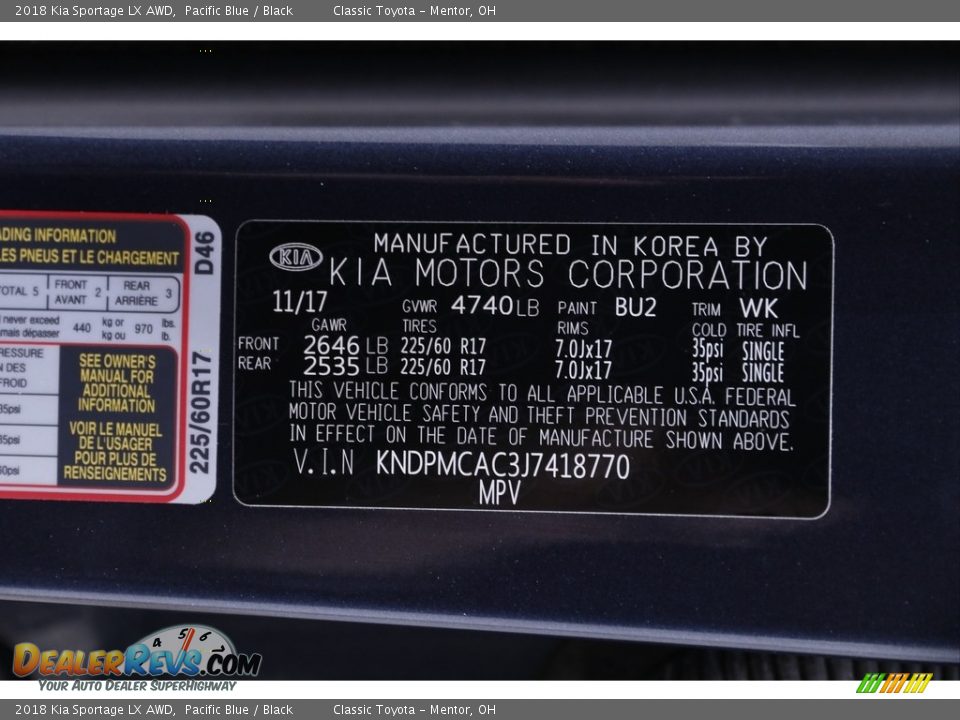 2018 Kia Sportage LX AWD, Pacific Blue / Black Classic Toyota - Mentor, OH
ADING INFORMATION
LES PNEUS ET LE CHARGEMENT
D46
TOTAL 5 FRONT AVANT 2 REAR ARRIÈRE 3
d never exceed
mais dépasser 440 kg or kg ou 970 lbs. lb.
RESSURE
N DES
FROID
35psi
35psi
60psi
SEE OWNER'S
MANUAL FOR
ADDITIONAL
INFORMATION
VOIR LE MANUEL
DE L'USAGER
POUR PLUS DE
RENSEIGNEMENTS
225/60R17
KIA
MANUFACTURED IN KOREA BY
KIA MOTORS CORPORATION
11/17 GVWR 4740LB PAINT BU2 TRIM WK
GAWR TIRES RIMS COLD TIRE INFL
FRONT 2646 LB 225/60 R17 7.0Jx17 35psi SINGLE
REAR 2535 LB 225/60 R17 7.0Jx17 35psi SINGLE
THIS VEHICLE CONFORMS TO ALL APPLICABLE U.S.A. FEDERAL
MOTOR VEHICLE SAFETY AND THEFT PREVENTION STANDARDS
IN EFFECT ON THE DATE OF MANUFACTURE SHOWN ABOVE.
V.I.N KNDPMCAC3J7418770
MPV
4 5 6
DealerRevs.com
Your Auto Dealer SuperHighway
2018 Kia Sportage LX AWD, Pacific Blue / Black Classic Toyota - Mentor, OH